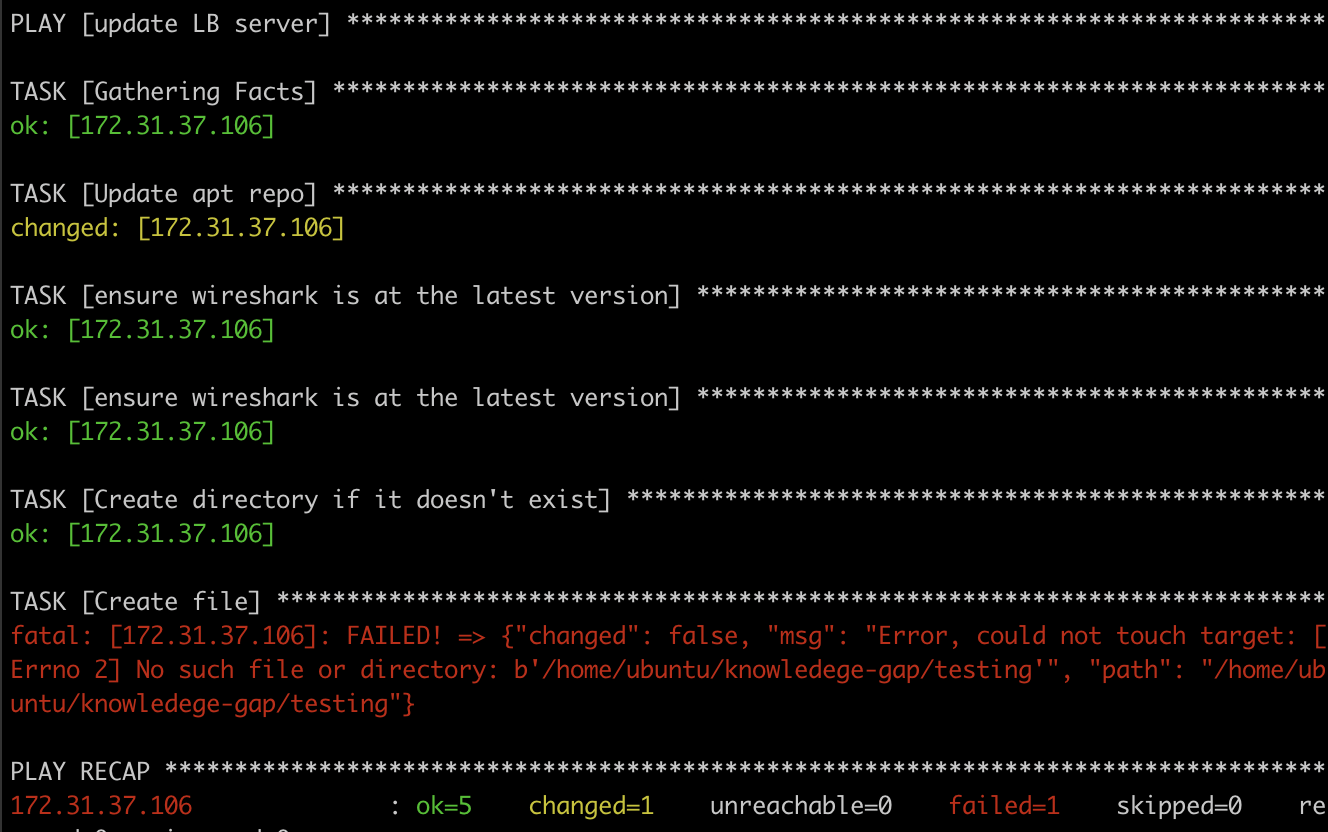 PLAY [update LB server] **********************************************************************
TASK [Gathering Facts] ***********************************************************************
ok: [172.31.37.106]
TASK [Update apt repo] ***********************************************************************
changed: [172.31.37.106]
TASK [ensure wireshark is at the latest version] *********************************************
ok: [172.31.37.106]
TASK [ensure wireshark is at the latest version] *********************************************
ok: [172.31.37.106]
TASK [Create directory if it doesn't exist] **************************************************
ok: [172.31.37.106]
TASK [Create file] ***************************************************************************
fatal: [172.31.37.106]: FAILED! => {"changed": false, "msg": "Error, could not touch target: [
Errno 2] No such file or directory: b'/home/ubuntu/knowledege-gap/testing'", "path": "/home/ub
untu/knowledege-gap/testing"}
PLAY RECAP ***********************************************************************************
172.31.37.106 : ok=5 changed=1 unreachable=0 failed=1 skipped=0 re